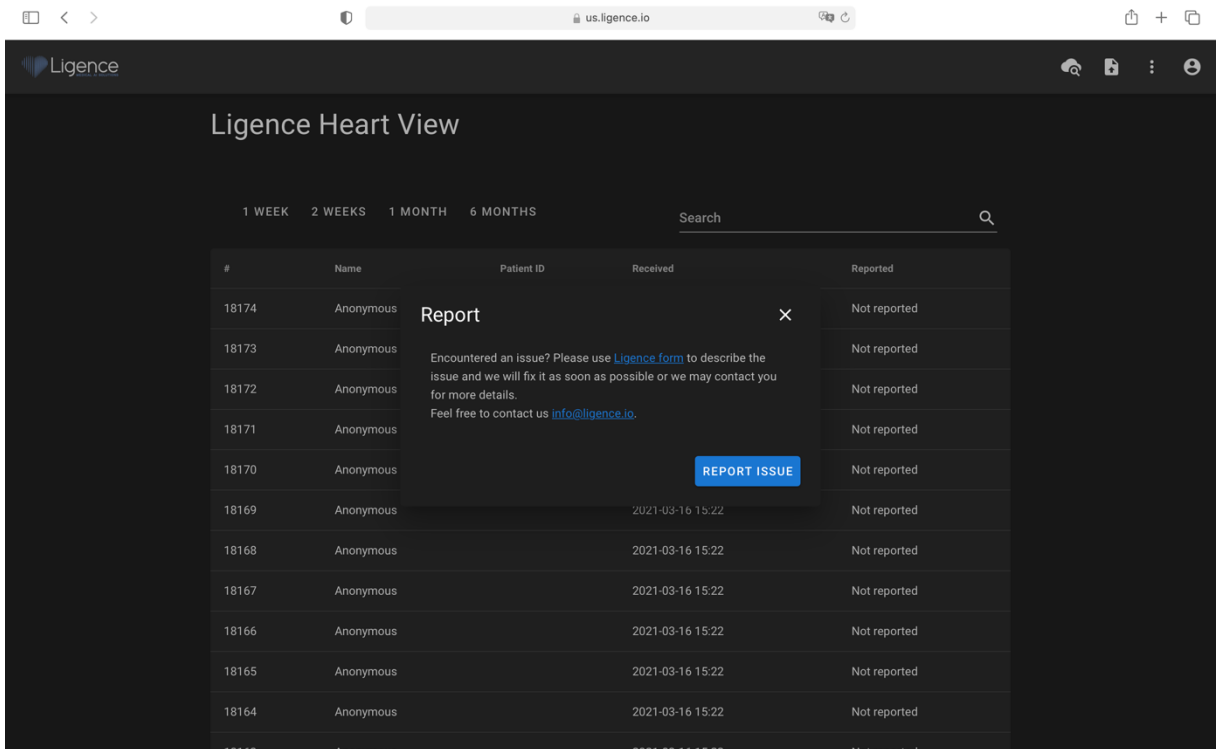 us.ligence.io
Ligence
Ligence Heart View
1 WEEK 2 WEEKS 1 MONTH 6 MONTHS
Search
# Name Patient ID Received Reported
18174 Anonymous Not reported
18173 Anonymous Not reported
18172 Anonymous Not reported
18171 Anonymous Not reported
18170 Anonymous Not reported
Report
Encountered an issue? Please use Ligence form to describe the
issue and we will fix it as soon as possible or we may contact you
for more details.
Feel free to contact us info@ligence.io.
REPORT ISSUE
18169 Anonymous 2021-03-16 15:22 Not reported
18168 Anonymous 2021-03-16 15:22 Not reported
18167 Anonymous 2021-03-16 15:22 Not reported
18166 Anonymous 2021-03-16 15:22 Not reported
18165 Anonymous 2021-03-16 15:22 Not reported
18164 Anonymous 2021-03-16 15:22 Not reported